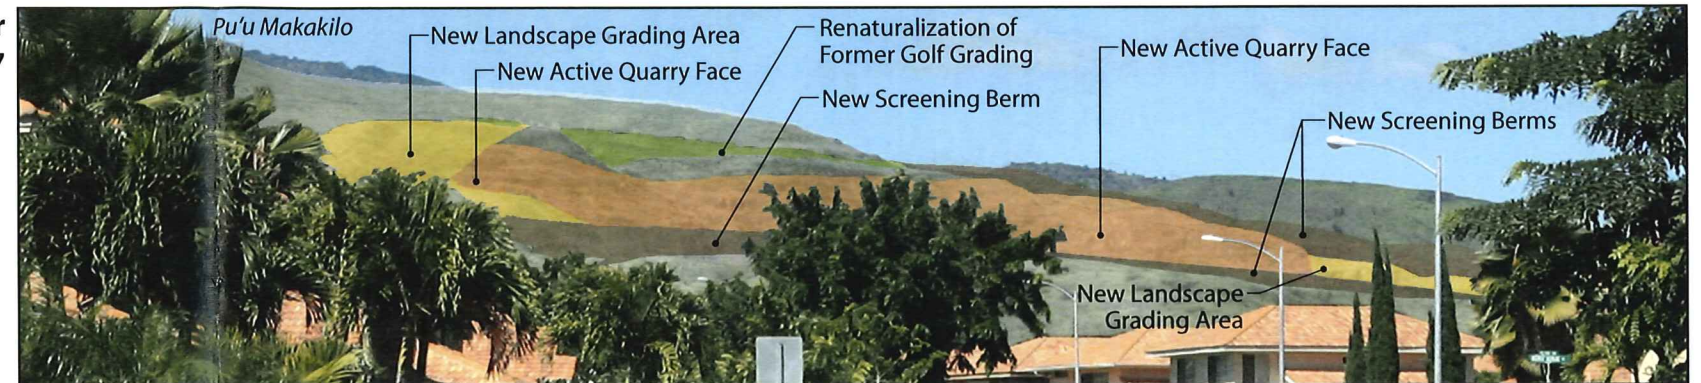 r
Pu'u Makakilo
New Landscape Grading Area
New Active Quarry Face
Renaturalization of
Former Golf Grading
New Screening Berm
New Active Quarry Face
New Screening Berms
New Landscape
Grading Area